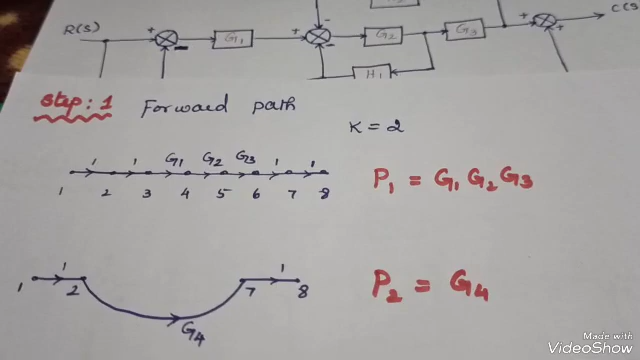 R(S) + - G₁ + - - G₂ G₃ + + C(S
H₁
Step: 1 Forward path
K = 2
1 1 G₁ G₂ G₃ 1 1
1 2 3 4 5 6 7 8
P₁ = G₁ G₂ G₃
1 1
1 2 7 8
G₄
P₂ = G₄
Made with
VideoShow